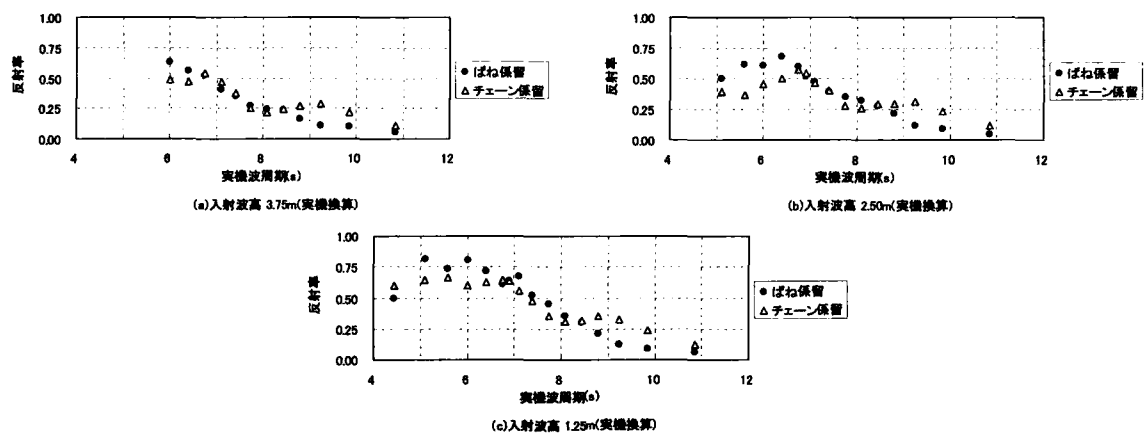 1.00
0.75
0.50
0.25
0.00
反射率
4 6 8 10 12
実機波周期(s)
● ばね係留
△ チェーン係留
(a)入射波高 3.75m(実機換算)
1.00
0.75
0.50
0.25
0.00
反射率
4 6 8 10 12
実機波周期(s)
● ばね係留
△ チェーン係留
(b)入射波高 2.50m(実機換算)
1.00
0.75
0.50
0.25
0.00
反射率
4 6 8 10 12
実機波周期(s)
● ばね係留
△ チェーン係留
(c)入射波高 1.25m(実機換算)